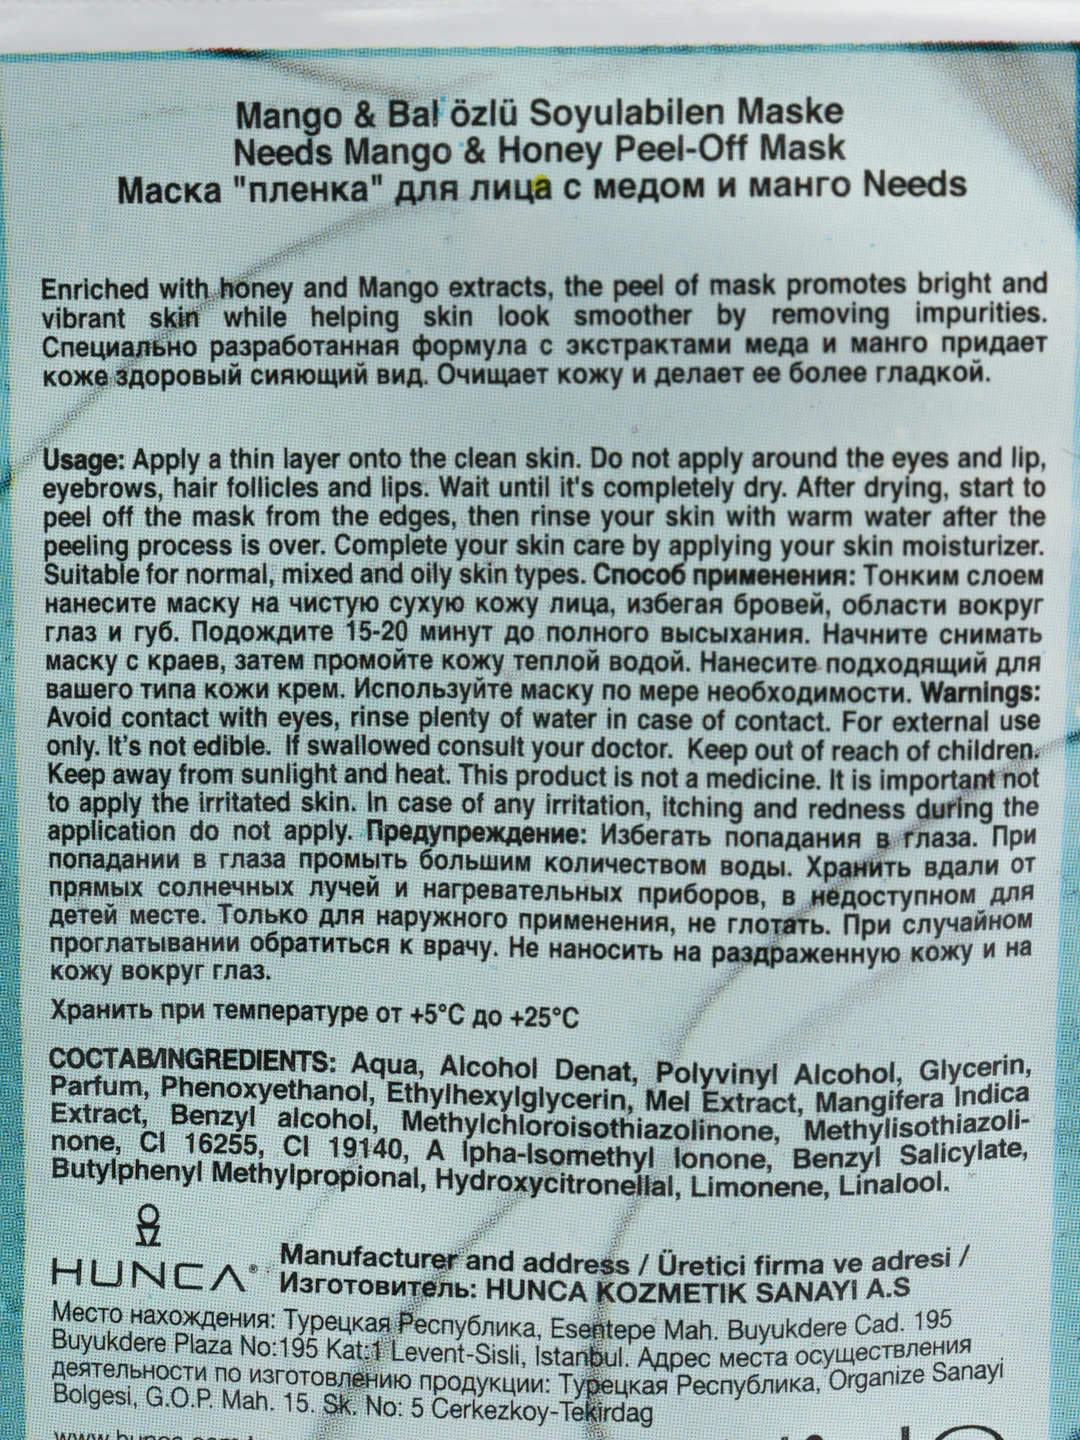 Mango & Bal özlü Soyulabilen Maske
Needs Mango & Honey Peel-Off Mask
Маска "пленка" для лица с медом и манго Needs
Enriched with honey and Mango extracts, the peel of mask promotes bright and
vibrant skin while helping skin look smoother by removing impurities.
Специально разработанная формула с экстрактами меда и манго придает
коже здоровый сияющий вид. Очищает кожу и делает ее более гладкой.
Usage: Apply a thin layer onto the clean skin. Do not apply around the eyes and lip,
eyebrows, hair follicles and lips. Wait until it's completely dry. After drying, start to
peel off the mask from the edges, then rinse your skin with warm water after the
peeling process is over. Complete your skin care by applying your skin moisturizer.
Suitable for normal, mixed and oily skin types. Способ применения: Тонким слоем
нанесите маску на чистую сухую кожу лица, избегая бровей, области вокруг
глаз и губ. Подождите 15-20 минут до полного высыхания. Начните снимать
маску с краев, затем промойте кожу теплой водой. Нанесите подходящий для
вашего типа кожи крем. Используйте маску по мере необходимости. Warnings:
Avoid contact with eyes, rinse plenty of water in case of contact. For external use
only. It's not edible. If swallowed consult your doctor. Keep out of reach of children.
Keep away from sunlight and heat. This product is not a medicine. It is important not
to apply the irritated skin. In case of any irritation, itching and redness during the
application do not apply. Предупреждение: Избегать попадания в глаза. При
попадании в глаза промыть большим количеством воды. Хранить вдали от
прямых солнечных лучей и нагревательных приборов, в недоступном для
детей месте. Только для наружного применения, не глотать. При случайном
проглатывании обратиться к врачу. Не наносить на раздраженную кожу и на
кожу вокруг глаз.
Хранить при температуре от +5°C до +25°C
СОСТАВ/INGREDIENTS: Aqua, Alcohol Denat, Polyvinyl Alcohol, Glycerin,
Parfum, Phenoxyethanol, Ethylhexylglycerin, Mel Extract, Mangifera Indica
Extract, Benzyl alcohol, Methylchloroisothiazolinone, Methylisothiazoli-
none, CI 16255, CI 19140, A lpha-Isomethyl Ionone, Benzyl Salicylate,
Butylphenyl Methylpropional, Hydroxycitronellal, Limonene, Linalool.
HUNCA®
Manufacturer and address / Üretici firma ve adresi /
Изготовитель: HUNCA KOZMETIK SANAYI A.S
Место нахождения: Турецкая Республика, Esentepe Mah. Buyukdere Cad. 195
Buyukdere Plaza No:195 Kat:1 Levent-Sisli, Istanbul. Адрес места осуществления
деятельности по изготовлению продукции: Турецкая Республика, Organize Sanayi
Bolgesi, G.O.P. Mah. 15. Sk. No: 5 Cerkezkoy-Tekirdag